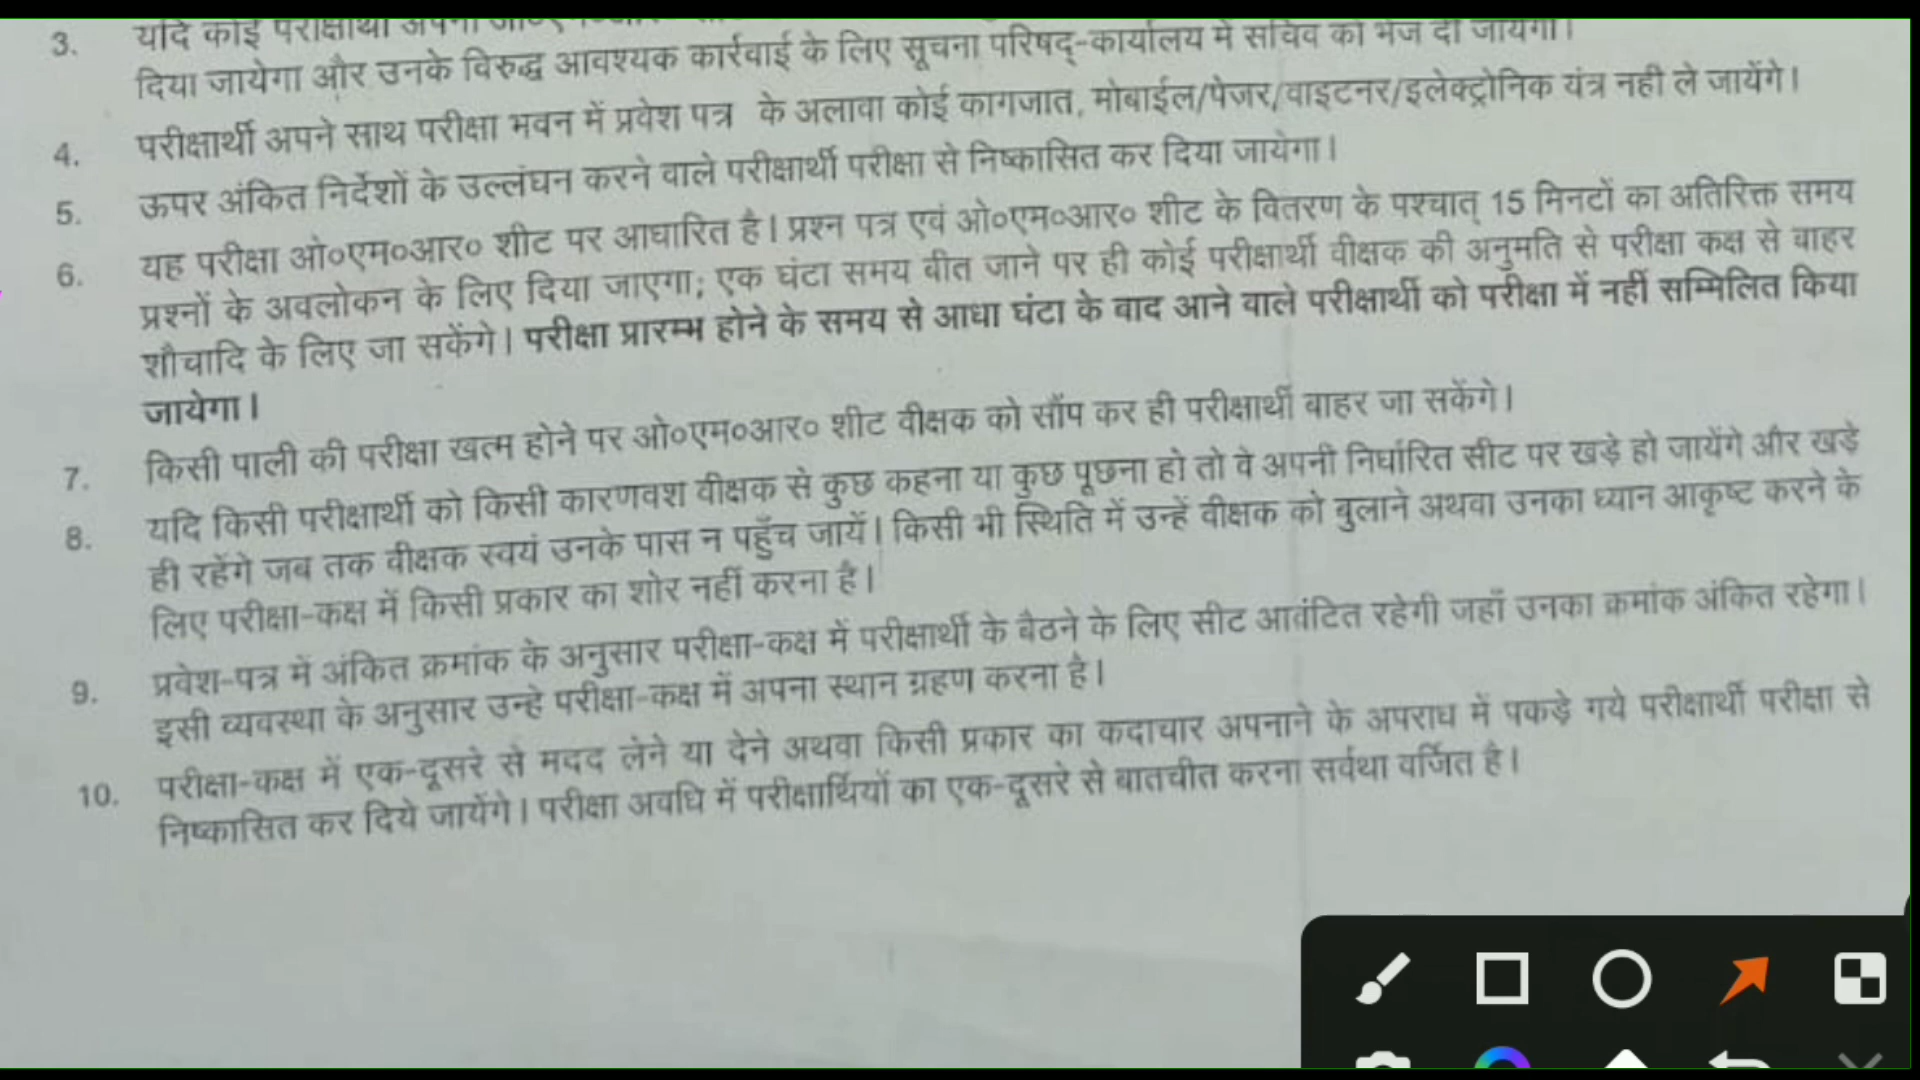 3. यदि कोई परीक्षार्थी अपना
दिया जायेगा और उनके विरुद्ध आवश्यक कार्रवाई के लिए सूचना परिषद्-कार्यालय में सचिव को भेज दी जायेगी।
4. परीक्षार्थी अपने साथ परीक्षा भवन में प्रवेश पत्र के अलावा कोई कागजात, मोबाईल/पेजर/वाइटनर/इलेक्ट्रोनिक यंत्र नही ले जायेंगे।
5. ऊपर अंकित निर्देशों के उल्लंघन करने वाले परीक्षार्थी परीक्षा से निष्कासित कर दिया जायेगा।
6. यह परीक्षा ओ०एम०आर० शीट पर आधारित है। प्रश्न पत्र एवं ओ०एम०आर० शीट के वितरण के पश्चात् 15 मिनटों का अतिरिक्त समय
प्रश्नों के अवलोकन के लिए दिया जाएगा; एक घंटा समय बीत जाने पर ही कोई परीक्षार्थी वीक्षक की अनुमति से परीक्षा कक्ष से बाहर
शौचादि के लिए जा सकेंगे। परीक्षा प्रारम्भ होने के समय से आधा घंटा के बाद आने वाले परीक्षार्थी को परीक्षा में नहीं सम्मिलित किया
जायेगा।
7. किसी पाली की परीक्षा खत्म होने पर ओ०एम०आर० शीट वीक्षक को सौंप कर ही परीक्षार्थी बाहर जा सकेंगे।
8. यदि किसी परीक्षार्थी को किसी कारणवश वीक्षक से कुछ कहना या कुछ पूछना हो तो वे अपनी निर्धारित सीट पर खड़े हो जायेंगे और खड़े
ही रहेंगे जब तक वीक्षक स्वयं उनके पास न पहुँच जायें। किसी भी स्थिति में उन्हें वीक्षक को बुलाने अथवा उनका ध्यान आकृष्ट करने के
लिए परीक्षा-कक्ष में किसी प्रकार का शोर नहीं करना है।
9. प्रवेश-पत्र में अंकित क्रमांक के अनुसार परीक्षा-कक्ष में परीक्षार्थी के बैठने के लिए सीट आवंटित रहेगी जहाँ उनका क्रमांक अंकित रहेगा।
इसी व्यवस्था के अनुसार उन्हे परीक्षा-कक्ष में अपना स्थान ग्रहण करना है।
10. परीक्षा-कक्ष में एक-दूसरे से मदद लेने या देने अथवा किसी प्रकार का कदाचार अपनाने के अपराध में पकड़े गये परीक्षार्थी परीक्षा से
निष्कासित कर दिये जायेंगे। परीक्षा अवधि में परीक्षार्थियों का एक-दूसरे से बातचीत करना सर्वथा वर्जित है।